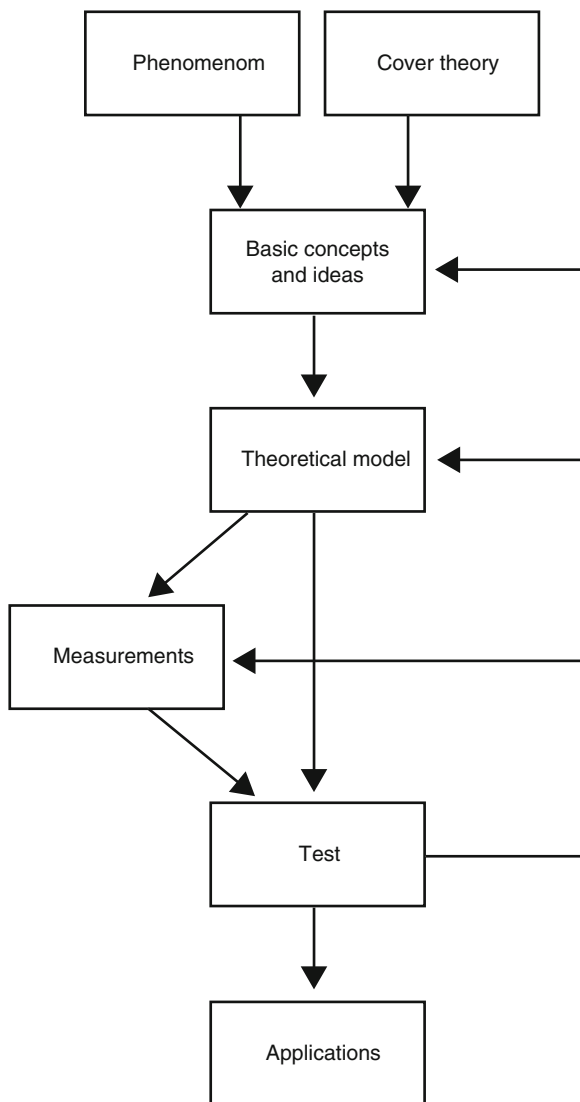 Phenomenom
Cover theory
Basic concepts
and ideas
Theoretical model
Measurements
Test
Applications